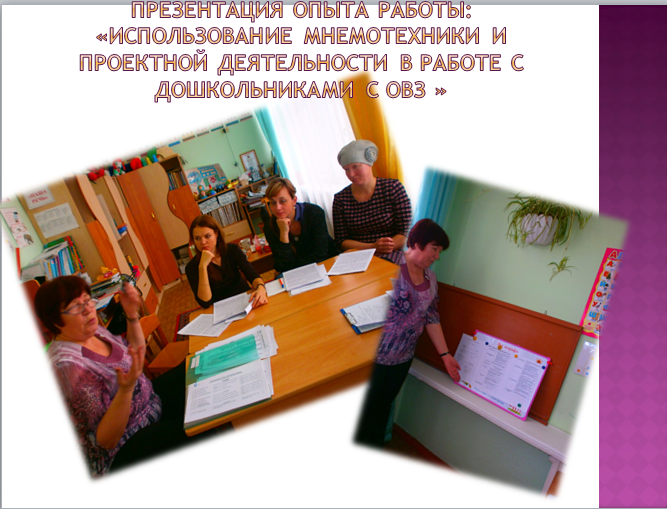 ПРЕЗЕНТАЦИЯ ОПЫТА РАБОТЫ:
«ИСПОЛЬЗОВАНИЕ МНЕМОТЕХНИКИ И
ПРОЕКТНОЙ ДЕЯТЕЛЬНОСТИ В РАБОТЕ С
ДОШКОЛЬНИКАМИ С ОВЗ »